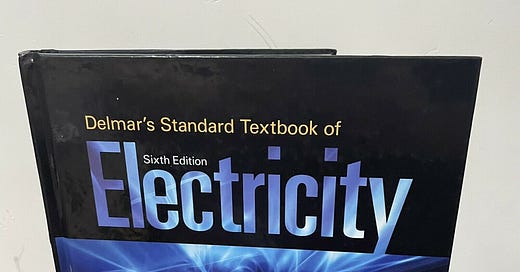 Delmar's Standard Textbook of
Sixth Edition
Electricity